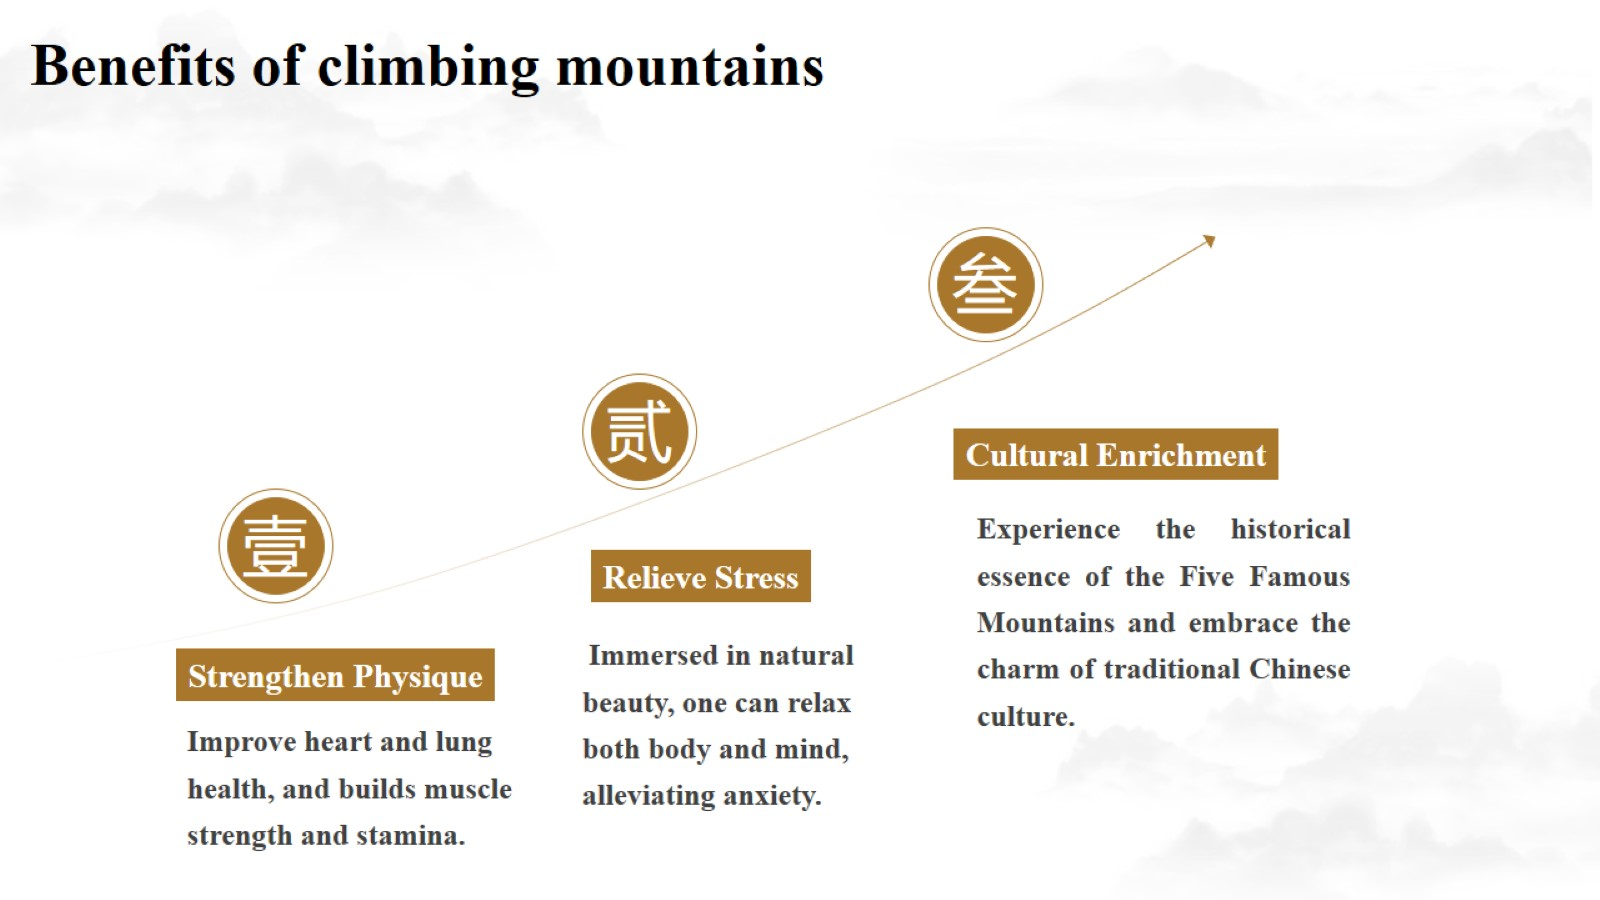 Benefits of climbing mountains
壹
Strengthen Physique
Improve heart and lung
health, and builds muscle
strength and stamina.
贰
Relieve Stress
Immersed in natural
beauty, one can relax
both body and mind,
alleviating anxiety.
叁
Cultural Enrichment
Experience the historical
essence of the Five Famous
Mountains and embrace the
charm of traditional Chinese
culture.